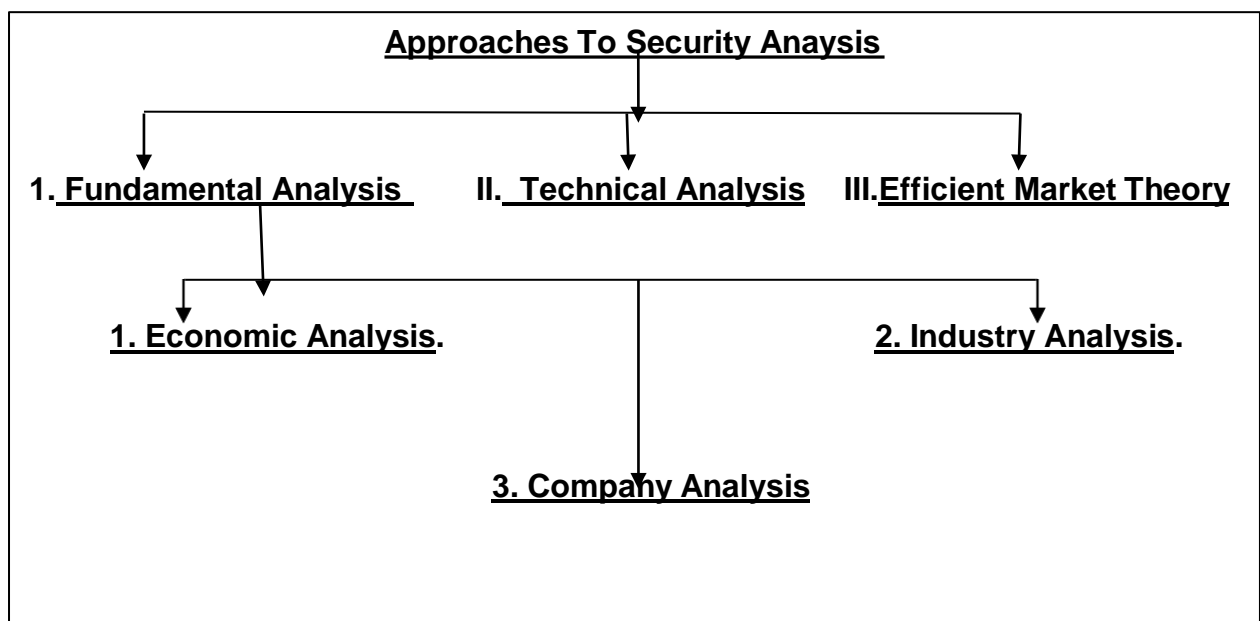 Approaches To Security Anaysis
1. Fundamental Analysis II. Technical Analysis III.Efficient Market Theory
1. Economic Analysis. 2. Industry Analysis.
3. Company Analysis